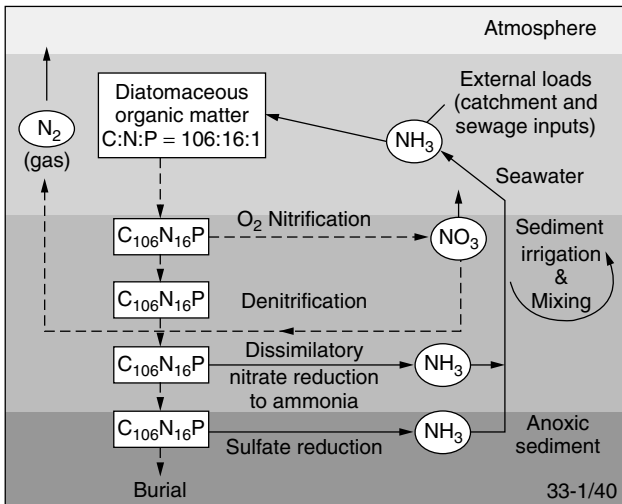 Atmosphere
Diatomaceous
organic matter
C:N:P = 106:16:1
N₂
(gas)
NH₃
External loads
(catchment and
sewage inputs)
Seawater
O₂ Nitrification
C₁₀₆N₁₆P
NO₃
Sediment
irrigation
&
Mixing
C₁₀₆N₁₆P
Denitrification
C₁₀₆N₁₆P
Dissimilatory
nitrate reduction
to ammonia
NH₃
C₁₀₆N₁₆P
Sulfate reduction
NH₃
Anoxic
sediment
Burial
33-1/40